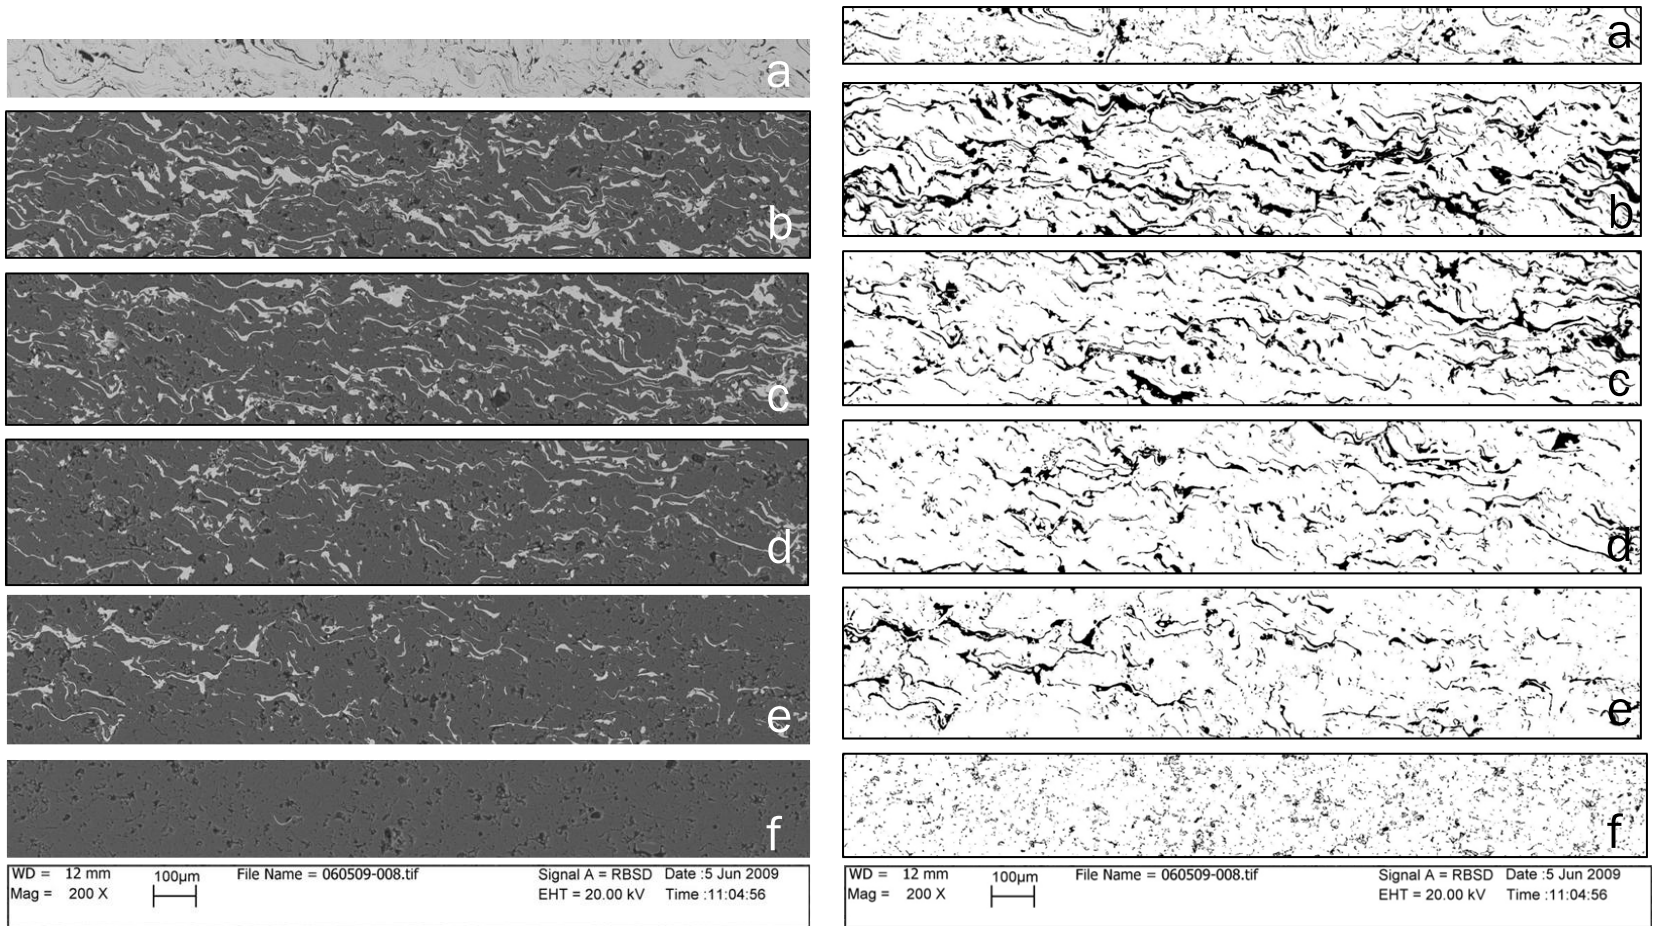 a
b
c
d
e
f
WD = 12 mm 100µm File Name = 060509-008.tif Signal A = RBSD Date :5 Jun 2009
Mag = 200 X EHT = 20.00 kV Time :11:04:56
a
b
c
d
e
f
WD = 12 mm 100µm File Name = 060509-008.tif Signal A = RBSD Date :5 Jun 2009
Mag = 200 X EHT = 20.00 kV Time :11:04:56